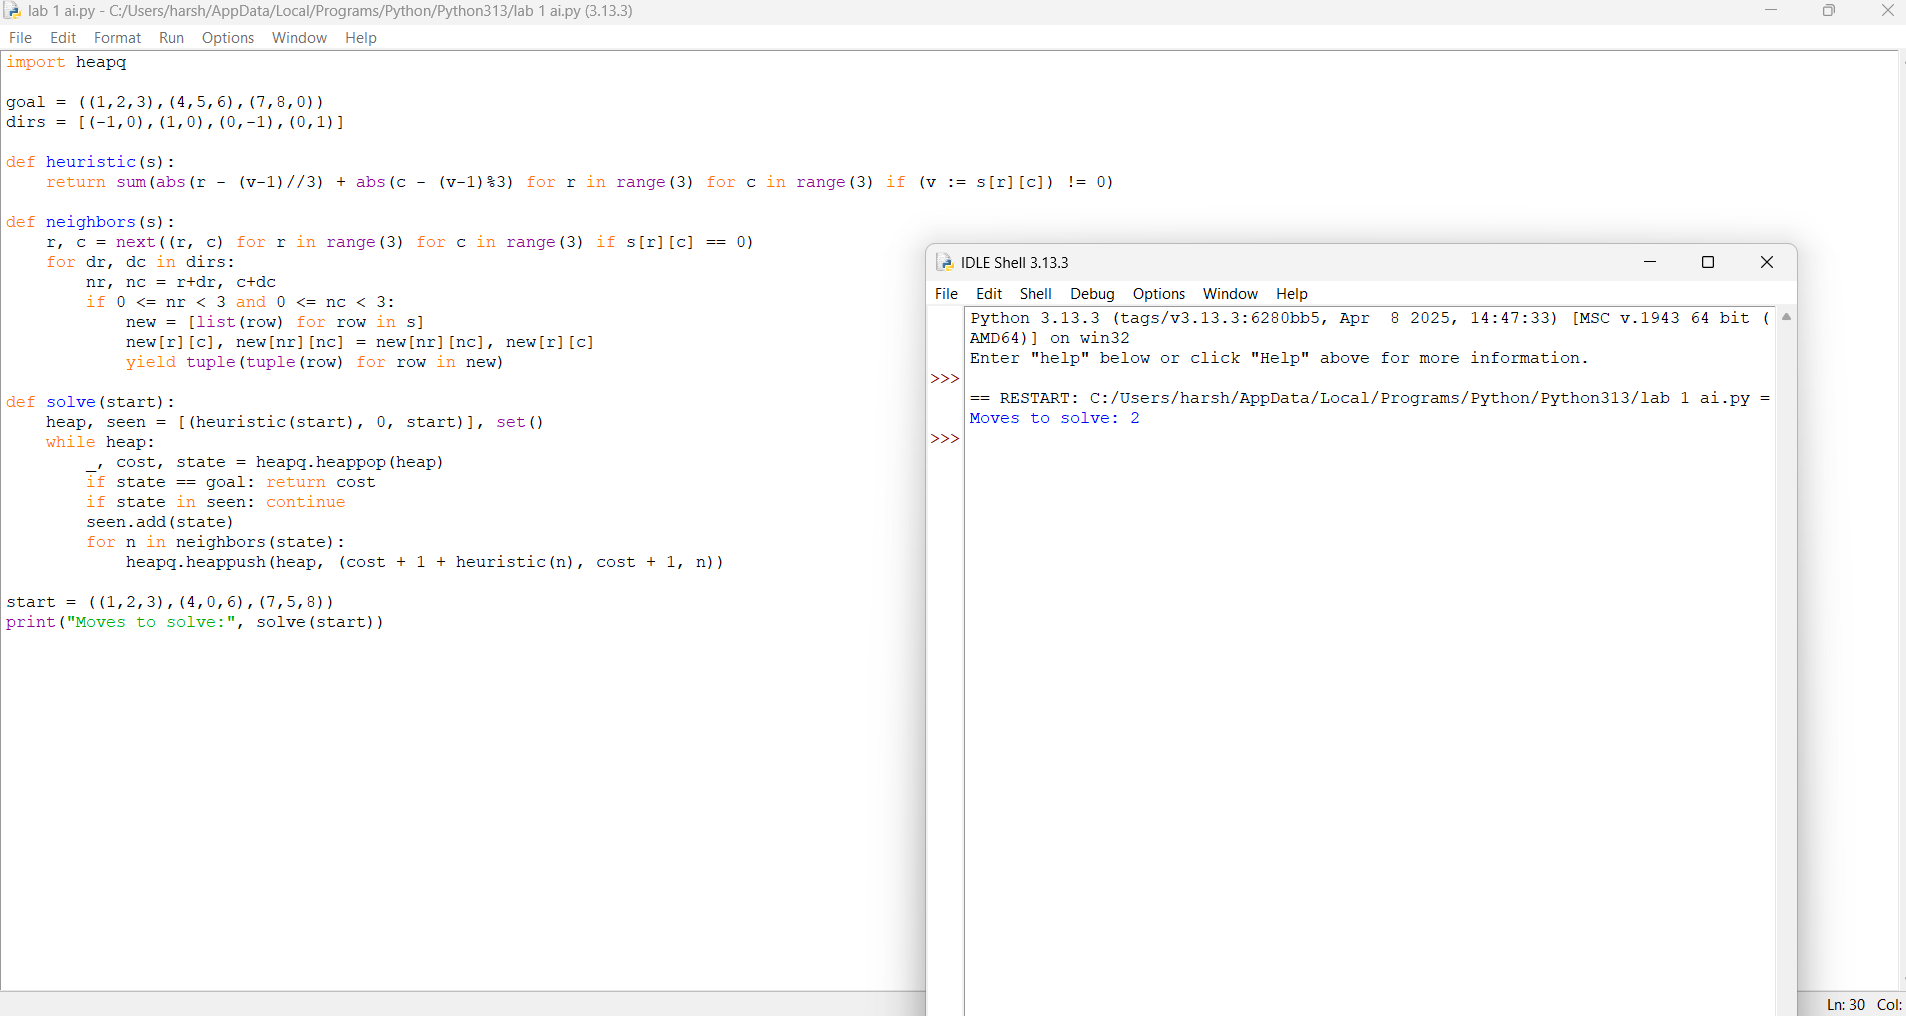 lab 1 ai.py - C:/Users/harsh/AppData/Local/Programs/Python/Python313/lab 1 ai.py (3.13.3)
File Edit Format Run Options Window Help
import heapq

goal = ((1,2,3),(4,5,6),(7,8,0))
dirs = [(-1,0),(1,0),(0,-1),(0,1)]

def heuristic(s):
    return sum(abs(r - (v-1)//3) + abs(c - (v-1)%3) for r in range(3) for c in range(3) if (v := s[r][c]) != 0)

def neighbors(s):
    r, c = next((r, c) for r in range(3) for c in range(3) if s[r][c] == 0)
    for dr, dc in dirs:
        nr, nc = r+dr, c+dc
        if 0 <= nr < 3 and 0 <= nc < 3:
            new = [list(row) for row in s]
            new[r][c], new[nr][nc] = new[nr][nc], new[r][c]
            yield tuple(tuple(row) for row in new)

def solve(start):
    heap, seen = [(heuristic(start), 0, start)], set()
    while heap:
        _, cost, state = heapq.heappop(heap)
        if state == goal: return cost
        if state in seen: continue
        seen.add(state)
        for n in neighbors(state):
            heapq.heappush(heap, (cost + 1 + heuristic(n), cost + 1, n))

start = ((1,2,3),(4,0,6),(7,5,8))
print("Moves to solve:", solve(start))
IDLE Shell 3.13.3
File Edit Shell Debug Options Window Help
Python 3.13.3 (tags/v3.13.3:6280bb5, Apr  8 2025, 14:47:33) [MSC v.1943 64 bit (
AMD64)] on win32
Enter "help" below or click "Help" above for more information.
>>>
== RESTART: C:/Users/harsh/AppData/Local/Programs/Python/Python313/lab 1 ai.py =
Moves to solve: 2
>>>
Ln: 30 Col: